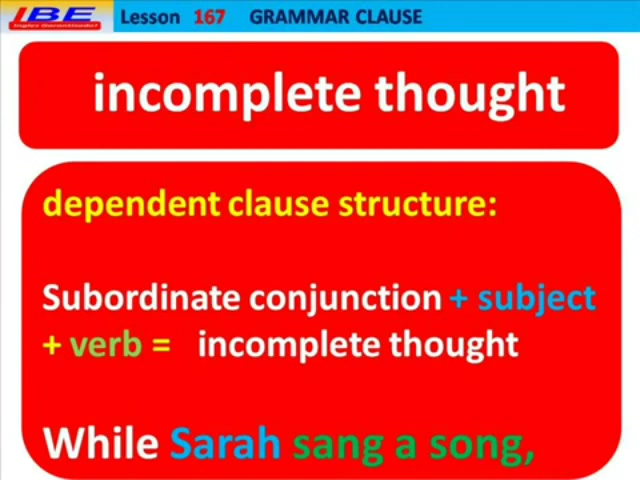 IBE Lesson 167 GRAMMAR CLAUSE
incomplete thought
dependent clause structure:
Subordinate conjunction + subject
+ verb = incomplete thought
While Sarah sang a song,